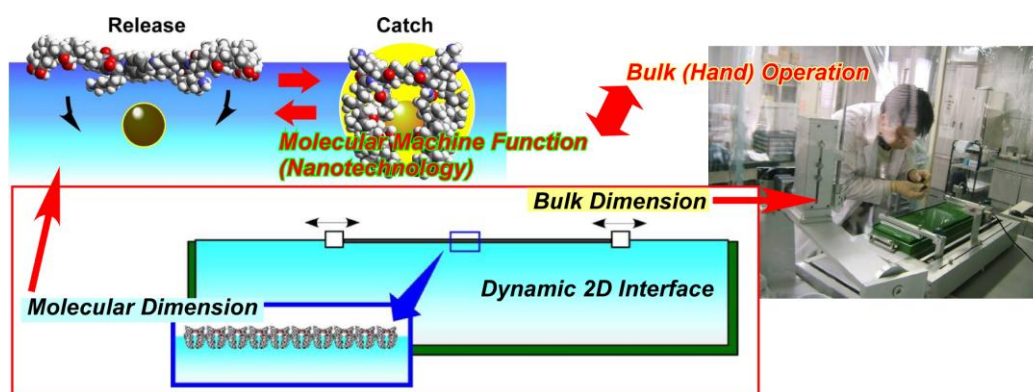 Release
Catch
Bulk (Hand) Operation
Molecular Machine Function
(Nanotechnology)
Bulk Dimension
Dynamic 2D Interface
Molecular Dimension